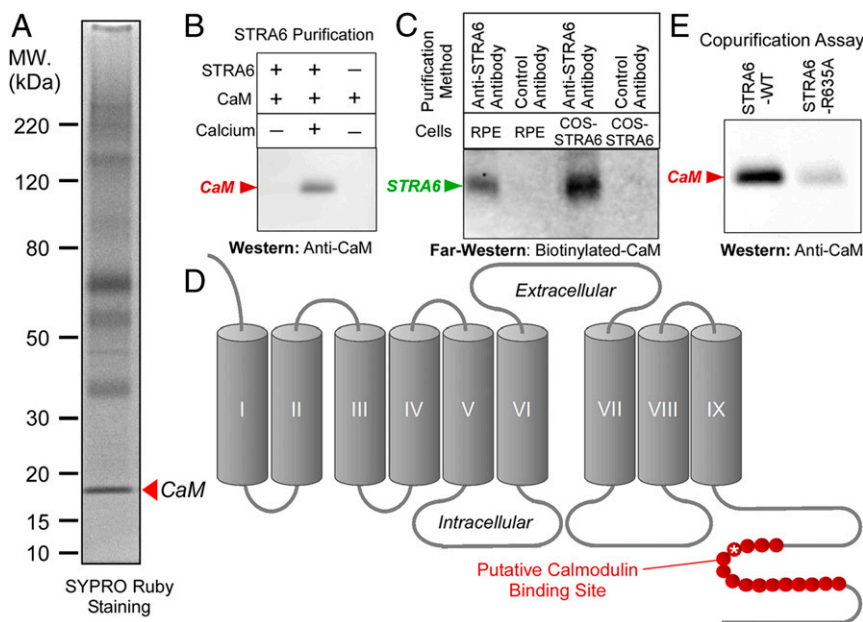 A
MW.
(kDa)
220
120
80
50
30
20
15
10
CaM
SYPRO Ruby
Staining
B
STRA6 Purification
STRA6 + + –
CaM + + +
Calcium – +
CaM
Western: Anti-CaM
C
Purification
Method
Anti-STRA6
Antibody
Control
Antibody
Anti-STRA6
Antibody
Control
Antibody
Cells
RPE
RPE
COS-
STRA6
COS-
STRA6
STRA6
Far-Western: Biotinylated-CaM
E
Copurification Assay
STRA6
-WT
STRA6
-R635A
CaM
Western: Anti-CaM
D
Extracellular
I II III IV V VI VII VIII IX
Intracellular
*
Putative Calmodulin
Binding Site